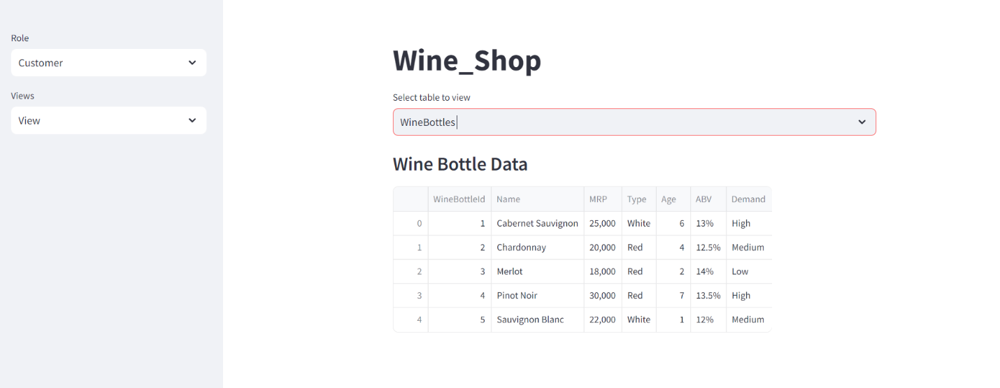 Role
Customer
Views
View
Wine_Shop
Select table to view
WineBottles
Wine Bottle Data
WineBottleId Name MRP Type Age ABV Demand
0 1 Cabernet Sauvignon 25,000 White 6 13% High
1 2 Chardonnay 20,000 Red 4 12.5% Medium
2 3 Merlot 18,000 Red 2 14% Low
3 4 Pinot Noir 30,000 Red 7 13.5% High
4 5 Sauvignon Blanc 22,000 White 1 12% Medium